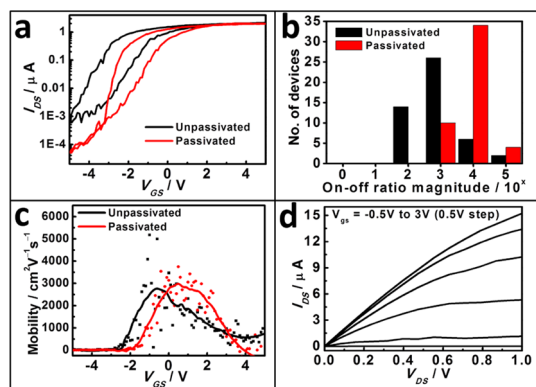 a
I_DS / μ A
1
0.1
0.01
1E-3
1E-4
Unpassivated
Passivated
-4 -2 0 2 4
V_GS / V
b
No. of devices
35
30
25
20
15
10
5
0
Unpassivated
Passivated
0 1 2 3 4 5
On-off ratio magnitude / 10^x
c
Mobility / cm²V⁻¹s⁻¹
6000
5000
4000
3000
2000
1000
0
Unpassivated
Passivated
-4 -2 0 2 4
V_GS / V
d
I_DS / μ A
15
12
9
6
3
0
V_gs = -0.5V to 3V (0.5V step)
0.0 0.2 0.4 0.6 0.8 1.0
V_DS / V